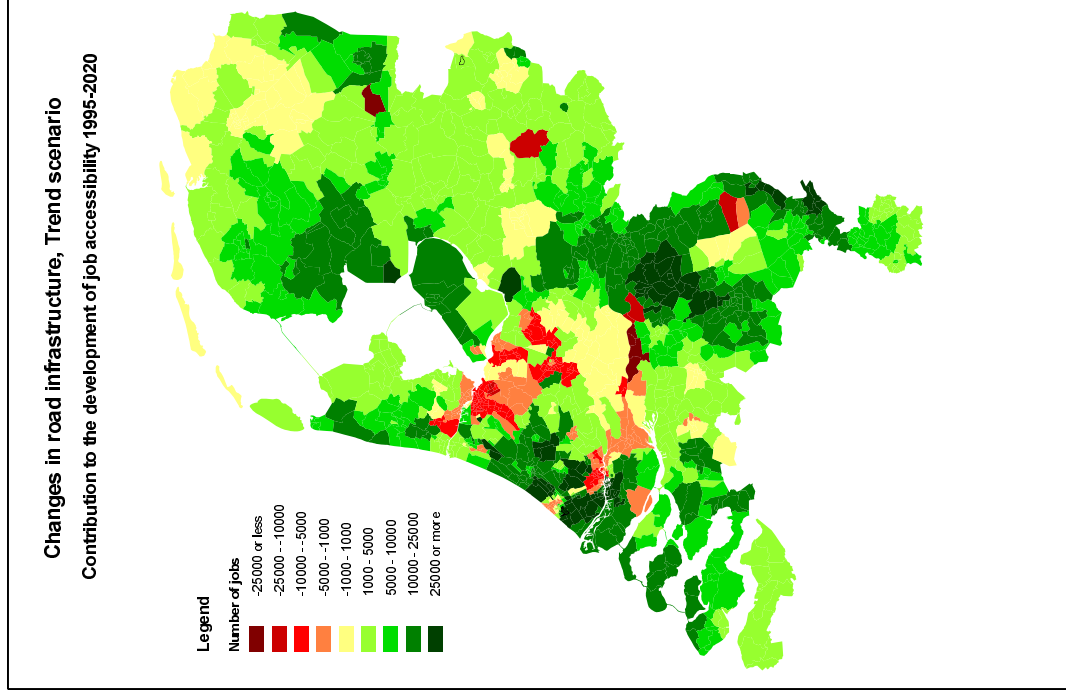 Changes in road infrastructure, Trend scenario
Contribution to the development of job accessibility 1995-2020
Legend
Number of jobs
-25000 or less
-25000 - -10000
-10000 - -5000
-5000 - -1000
-1000 - 1000
1000 - 5000
5000 - 10000
10000 - 25000
25000 or more